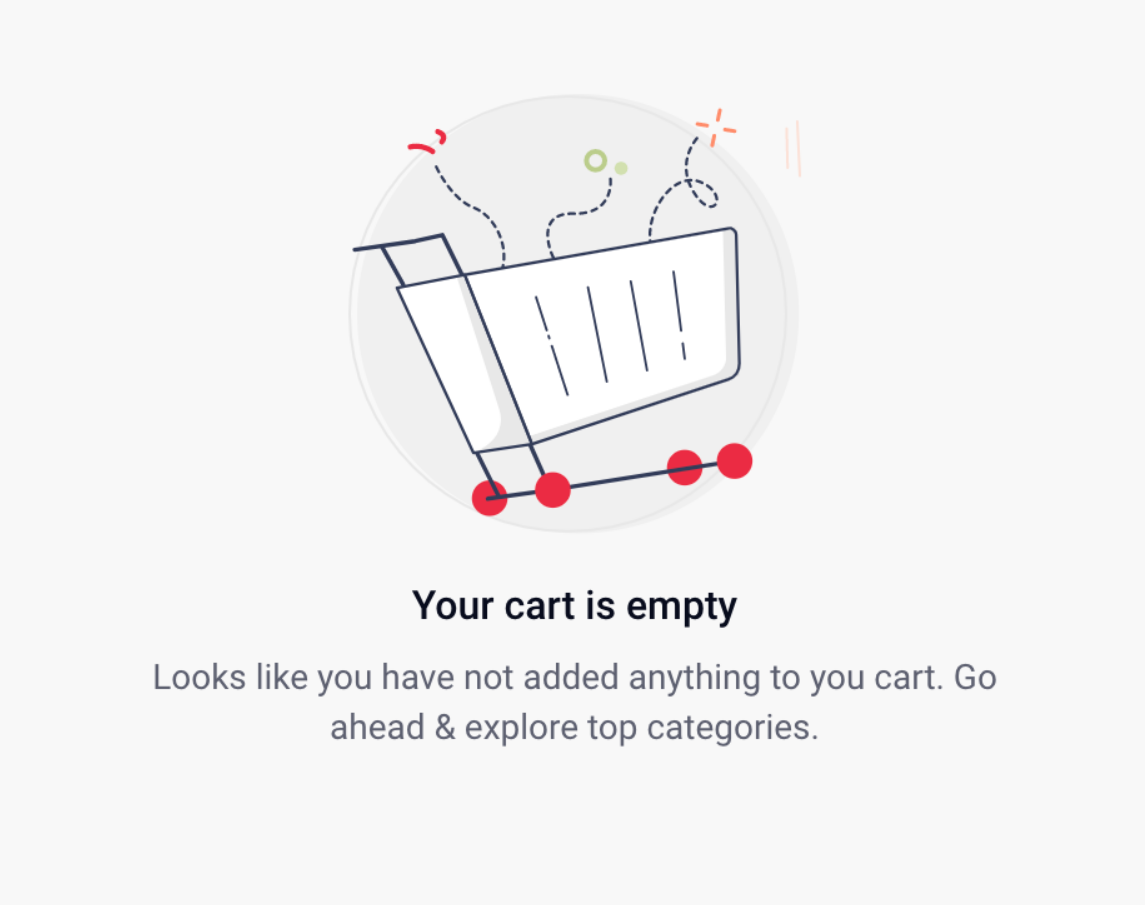 Your cart is empty
Looks like you have not added anything to you cart. Go
ahead & explore top categories.